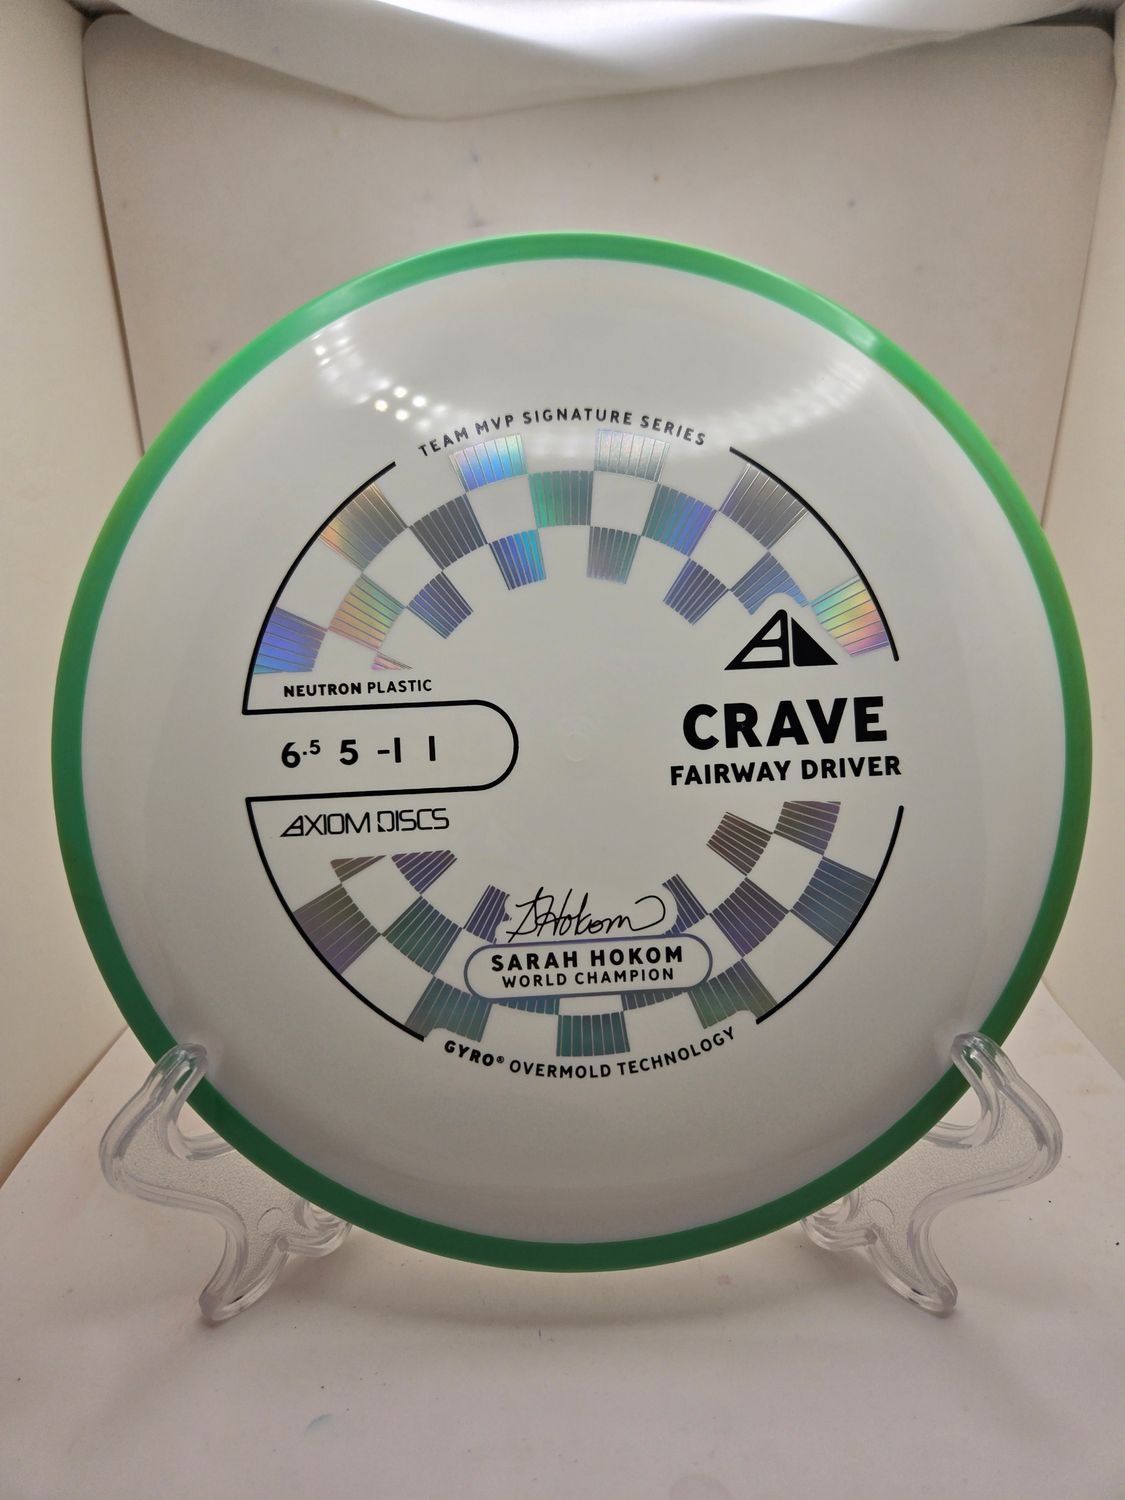 TEAM MVP SIGNATURE SERIES
NEUTRON PLASTIC
6.5 5 -1 1
AXIOM DISCS
CRAVE
FAIRWAY DRIVER
SHokom
SARAH HOKOM
WORLD CHAMPION
GYRO® OVERMOLD TECHNOLOGY